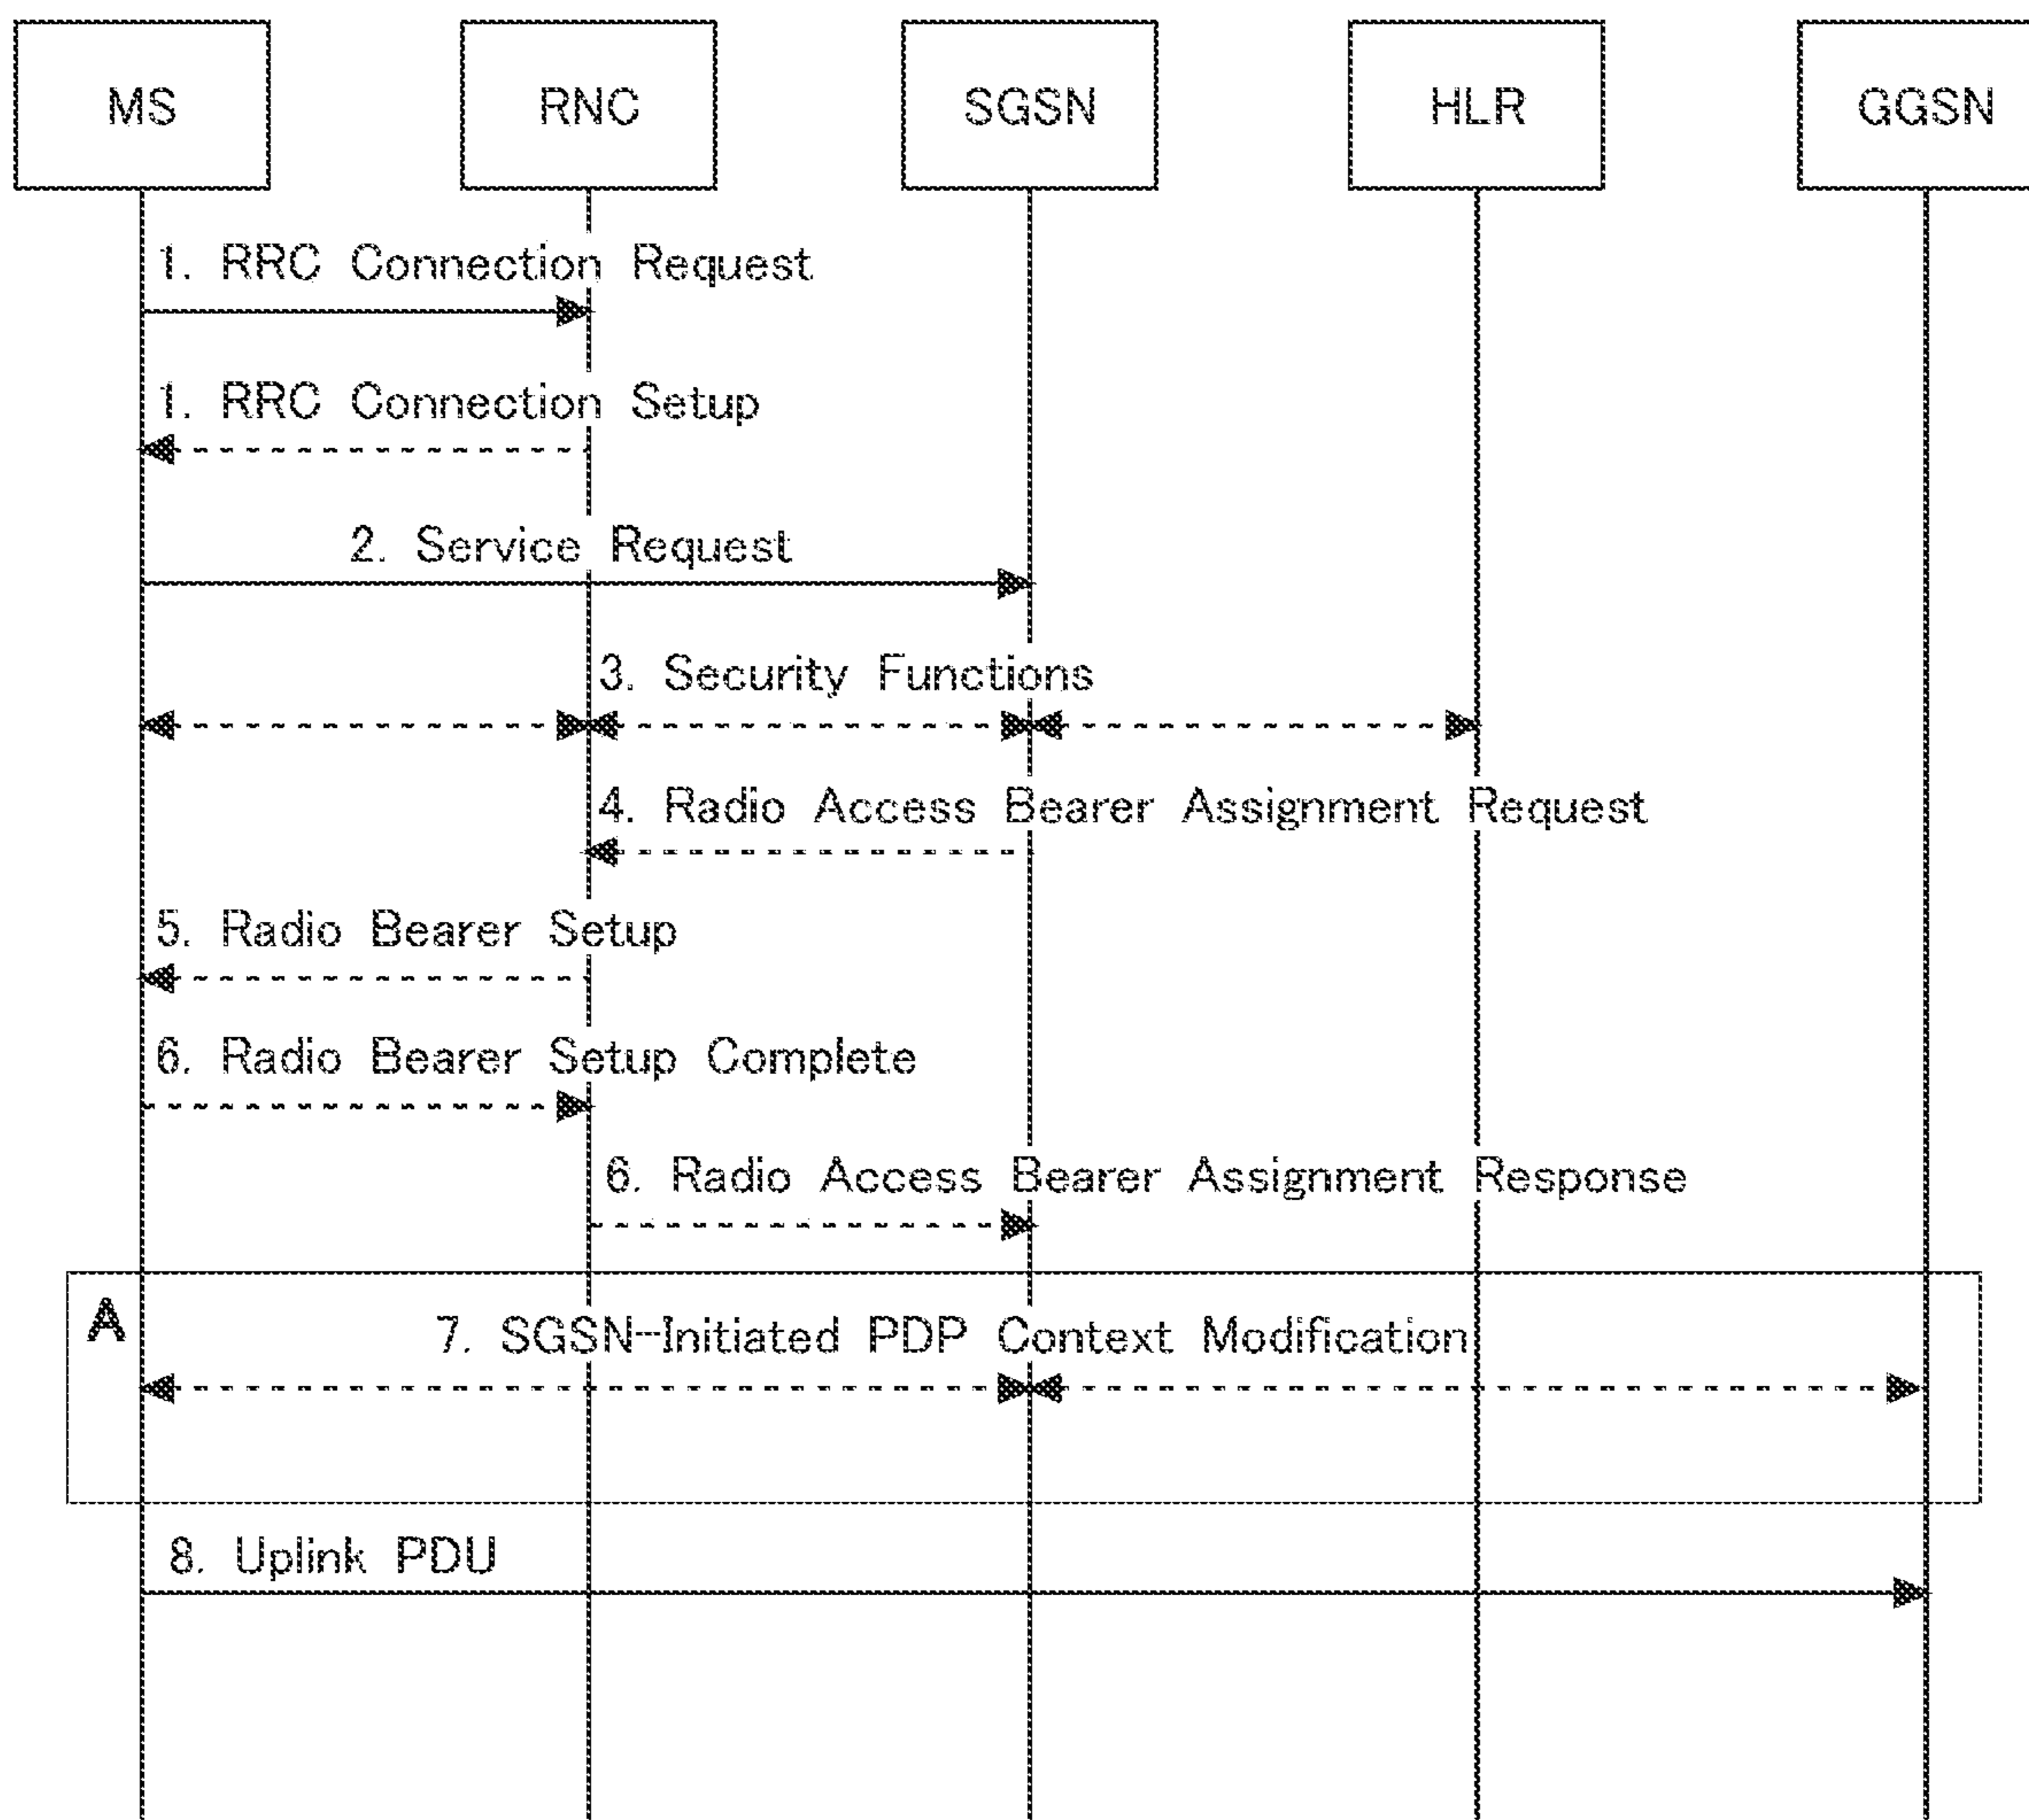 MS RNC SGSN HLR GGSN
1. RRC Connection Request
1. RRC Connection Setup
2. Service Request
3. Security Functions
4. Radio Access Bearer Assignment Request
5. Radio Bearer Setup
6. Radio Bearer Setup Complete
6. Radio Access Bearer Assignment Response
A
7. SGSN-Initiated PDP Context Modification
8. Uplink PDU